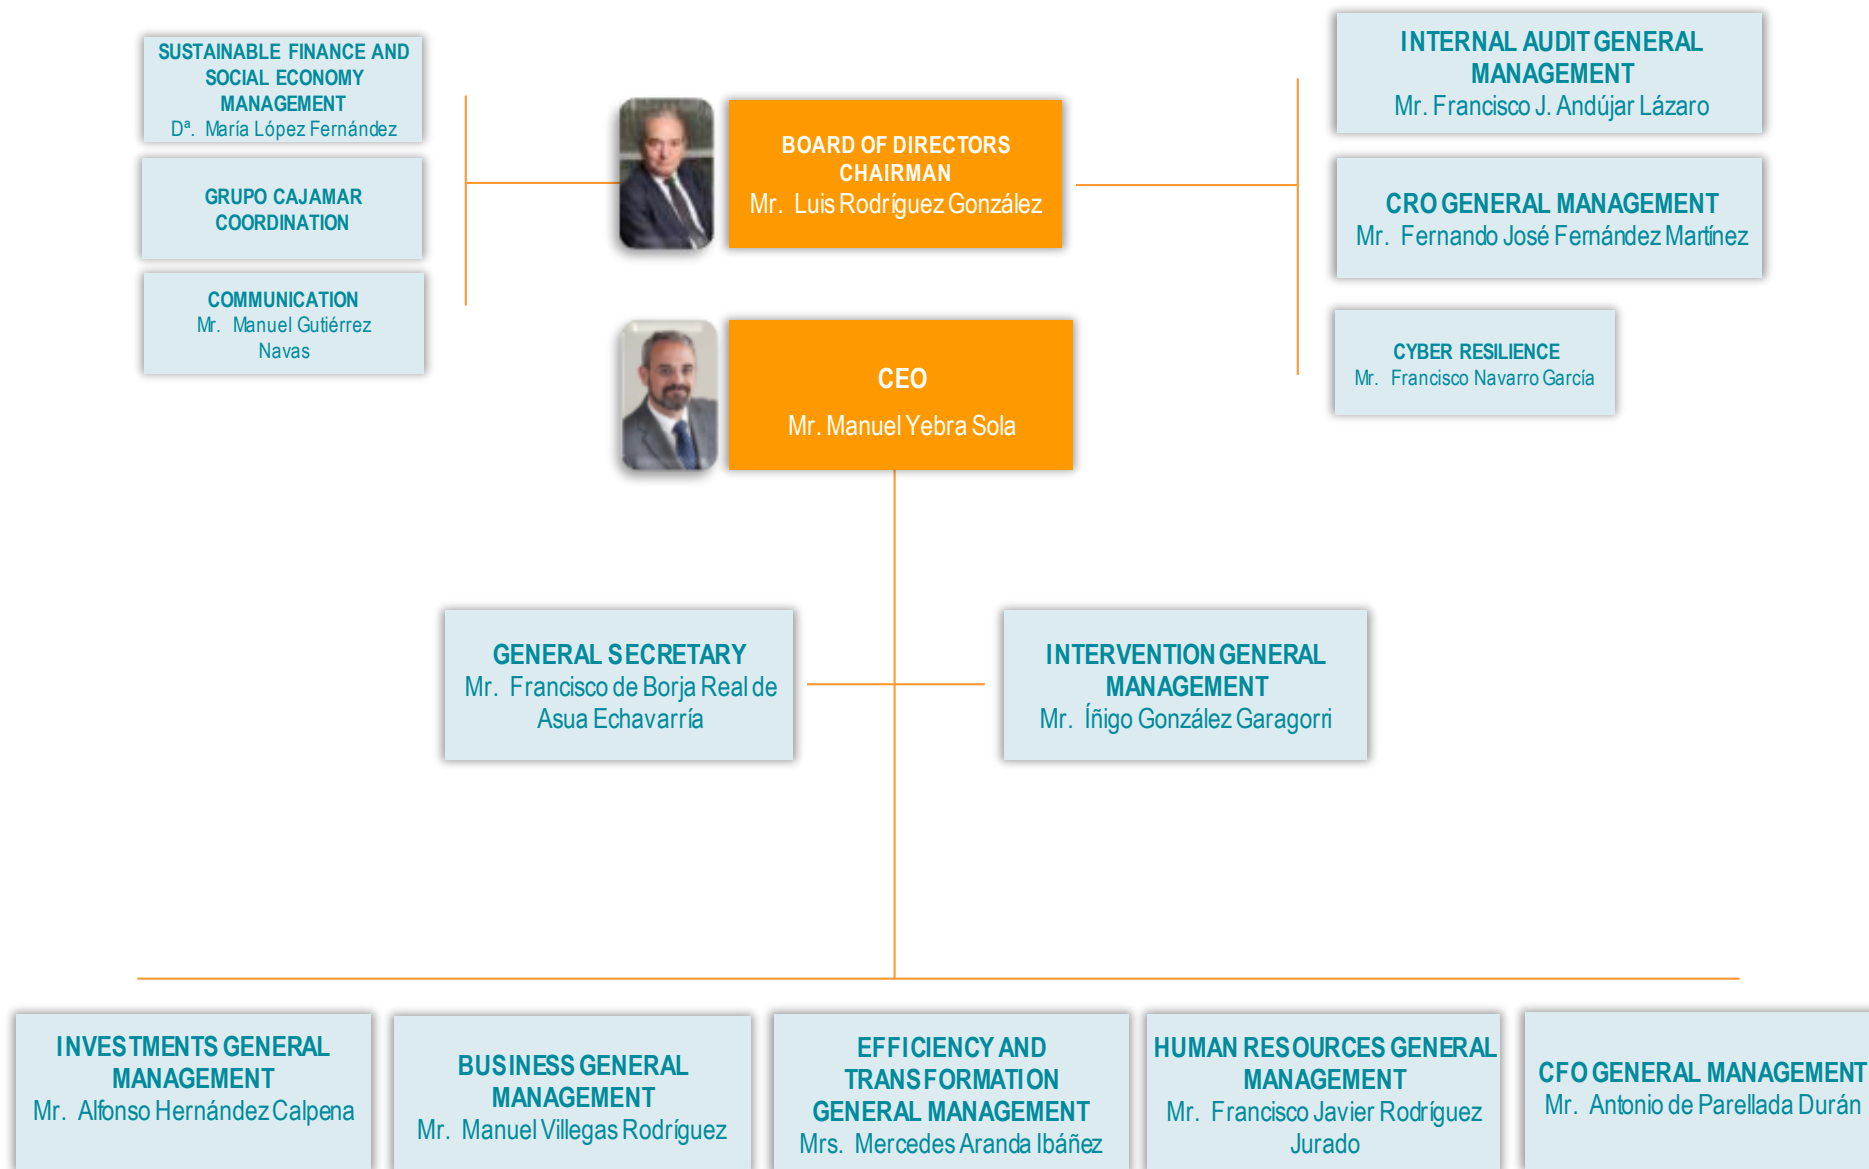 SUSTAINABLE FINANCE AND
SOCIAL ECONOMY
MANAGEMENT
Dª. María López Fernández
GRUPO CAJAMAR
COORDINATION
COMMUNICATION
Mr. Manuel Gutiérrez
Navas
BOARD OF DIRECTORS
CHAIRMAN
Mr. Luis Rodríguez González
CEO
Mr. Manuel Yebra Sola
INTERNAL AUDIT GENERAL
MANAGEMENT
Mr. Francisco J. Andújar Lázaro
CRO GENERAL MANAGEMENT
Mr. Fernando José Fernández Martínez
CYBER RESILIENCE
Mr. Francisco Navarro García
GENERAL SECRETARY
Mr. Francisco de Borja Real de
Asua Echavarría
INTERVENTION GENERAL
MANAGEMENT
Mr. Íñigo González Garagorri
INVESTMENTS GENERAL
MANAGEMENT
Mr. Alfonso Hernández Calpena
BUSINESS GENERAL
MANAGEMENT
Mr. Manuel Villegas Rodríguez
EFFICIENCY AND
TRANSFORMATION
GENERAL MANAGEMENT
Mrs. Mercedes Aranda Ibáñez
HUMAN RESOURCES GENERAL
MANAGEMENT
Mr. Francisco Javier Rodríguez
Jurado
CFO GENERAL MANAGEMENT
Mr. Antonio de Parellada Durán